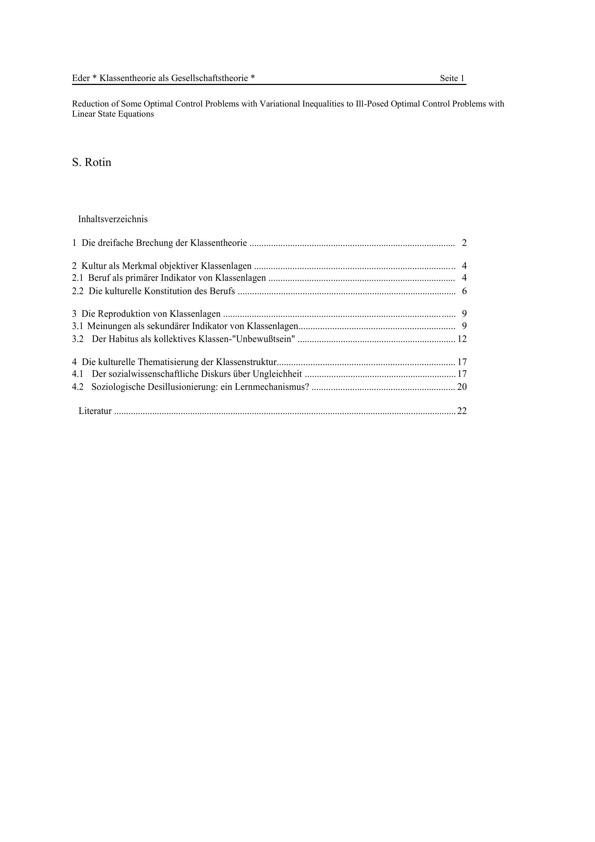 Eder * Klassentheorie als Gesellschaftstheorie * Seite 1
Reduction of Some Optimal Control Problems with Variational Inequalities to Ill-Posed Optimal Control Problems with
Linear State Equations
S. Rotin
Inhaltsverzeichnis
1 Die dreifache Brechung der Klassentheorie ..................................................................................... 2
2 Kultur als Merkmal objektiver Klassenlagen ................................................................................... 4
2.1 Beruf als primärer Indikator von Klassenlagen ............................................................................. 4
2.2 Die kulturelle Konstitution des Berufs .......................................................................................... 6
3 Die Reproduktion von Klassenlagen ................................................................................................ 9
3.1 Meinungen als sekundärer Indikator von Klassenlagen................................................................. 9
3.2 Der Habitus als kollektives Klassen-"Unbewußtsein" .................................................................. 12
4 Die kulturelle Thematisierung der Klassenstruktur.......................................................................... 17
4.1 Der sozialwissenschaftliche Diskurs über Ungleichheit ............................................................... 17
4.2 Soziologische Desillusionierung: ein Lernmechanismus? ............................................................ 20
Literatur ............................................................................................................................................. 22